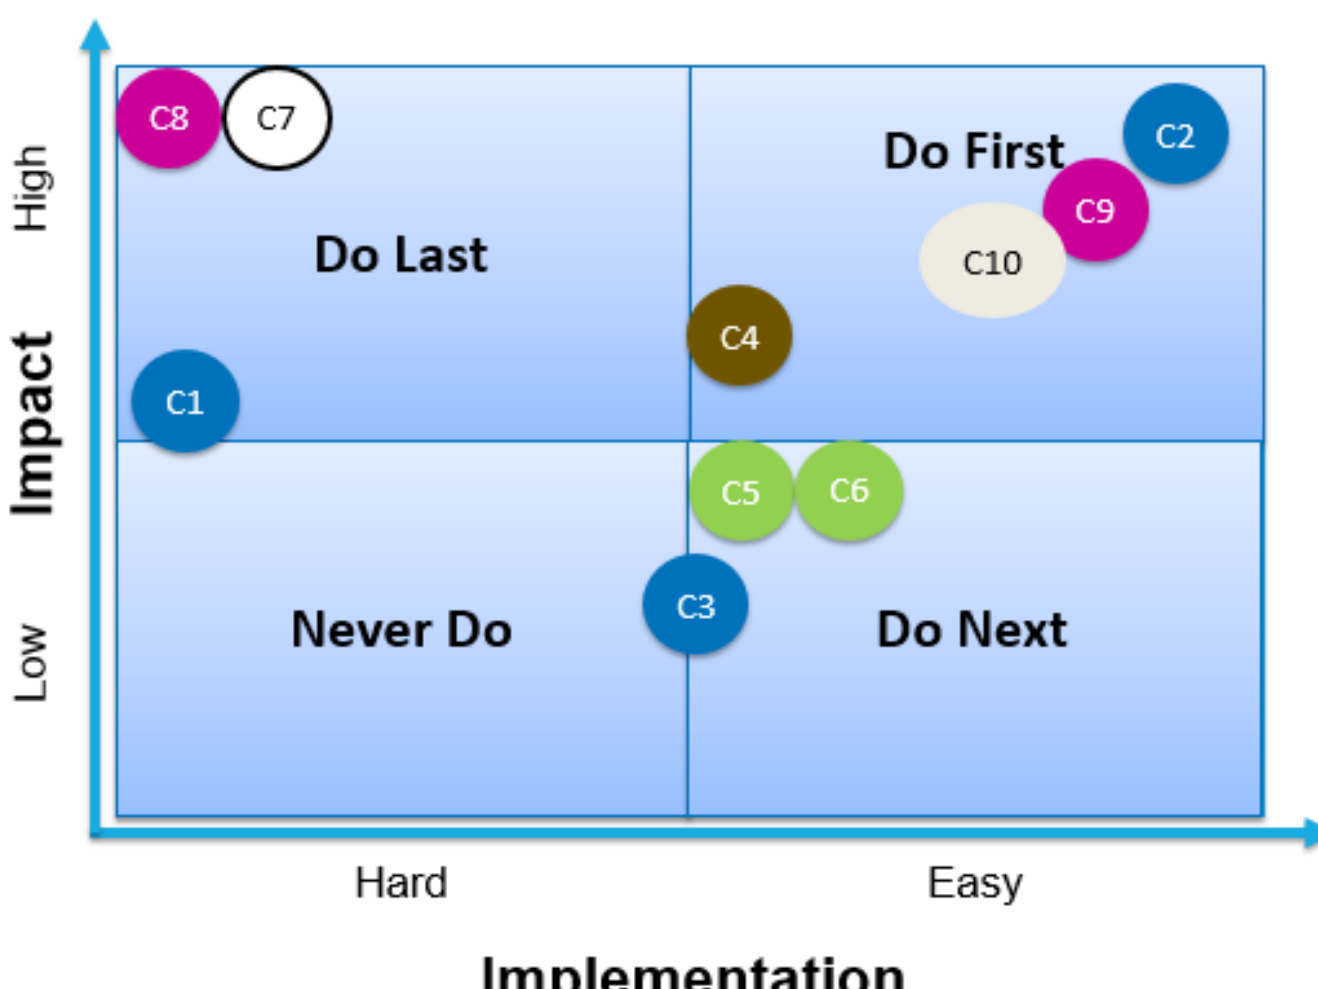 C8
C7
Do First
C2
C9
High
Do Last
C10
C4
Impact
C1
C5
C6
C3
Never Do
Do Next
Low
Hard
Easy
Implementation